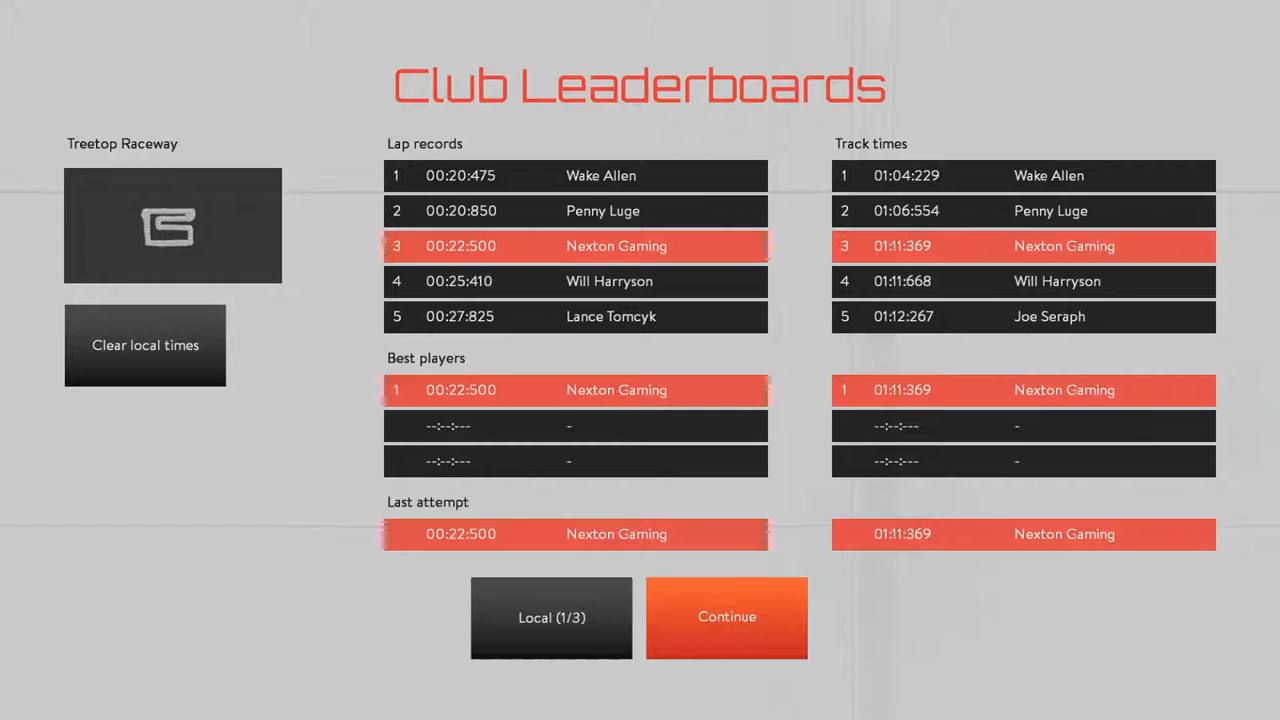 Club Leaderboards
Treetop Raceway
Clear local times
Lap records
1 00:20:475 Wake Allen
2 00:20:850 Penny Luge
3 00:22:500 Nexton Gaming
4 00:25:410 Will Harryson
5 00:27:825 Lance Tomcyk
Best players
1 00:22:500 Nexton Gaming
--:--:--- -
--:--:--- -
Last attempt
00:22:500 Nexton Gaming
Track times
1 01:04:229 Wake Allen
2 01:06:554 Penny Luge
3 01:11:369 Nexton Gaming
4 01:11:668 Will Harryson
5 01:12:267 Joe Seraph
1 01:11:369 Nexton Gaming
--:--:--- -
--:--:--- -
01:11:369 Nexton Gaming
Local (1/3)
Continue